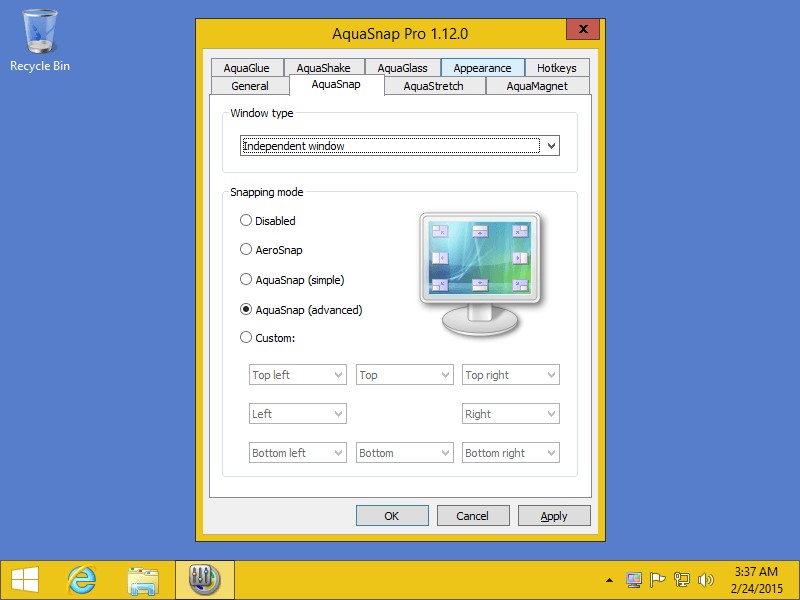 Recycle Bin
AquaSnap Pro 1.12.0
x
AquaGlue AquaShake AquaGlass Appearance Hotkeys
General AquaSnap AquaStretch AquaMagnet
Window type
Independent window
Snapping mode
Disabled
AeroSnap
AquaSnap (simple)
AquaSnap (advanced)
Custom:
Top left Top Top right
Left Right
Bottom left Bottom Bottom right
OK Cancel Apply
3:37 AM
2/24/2015